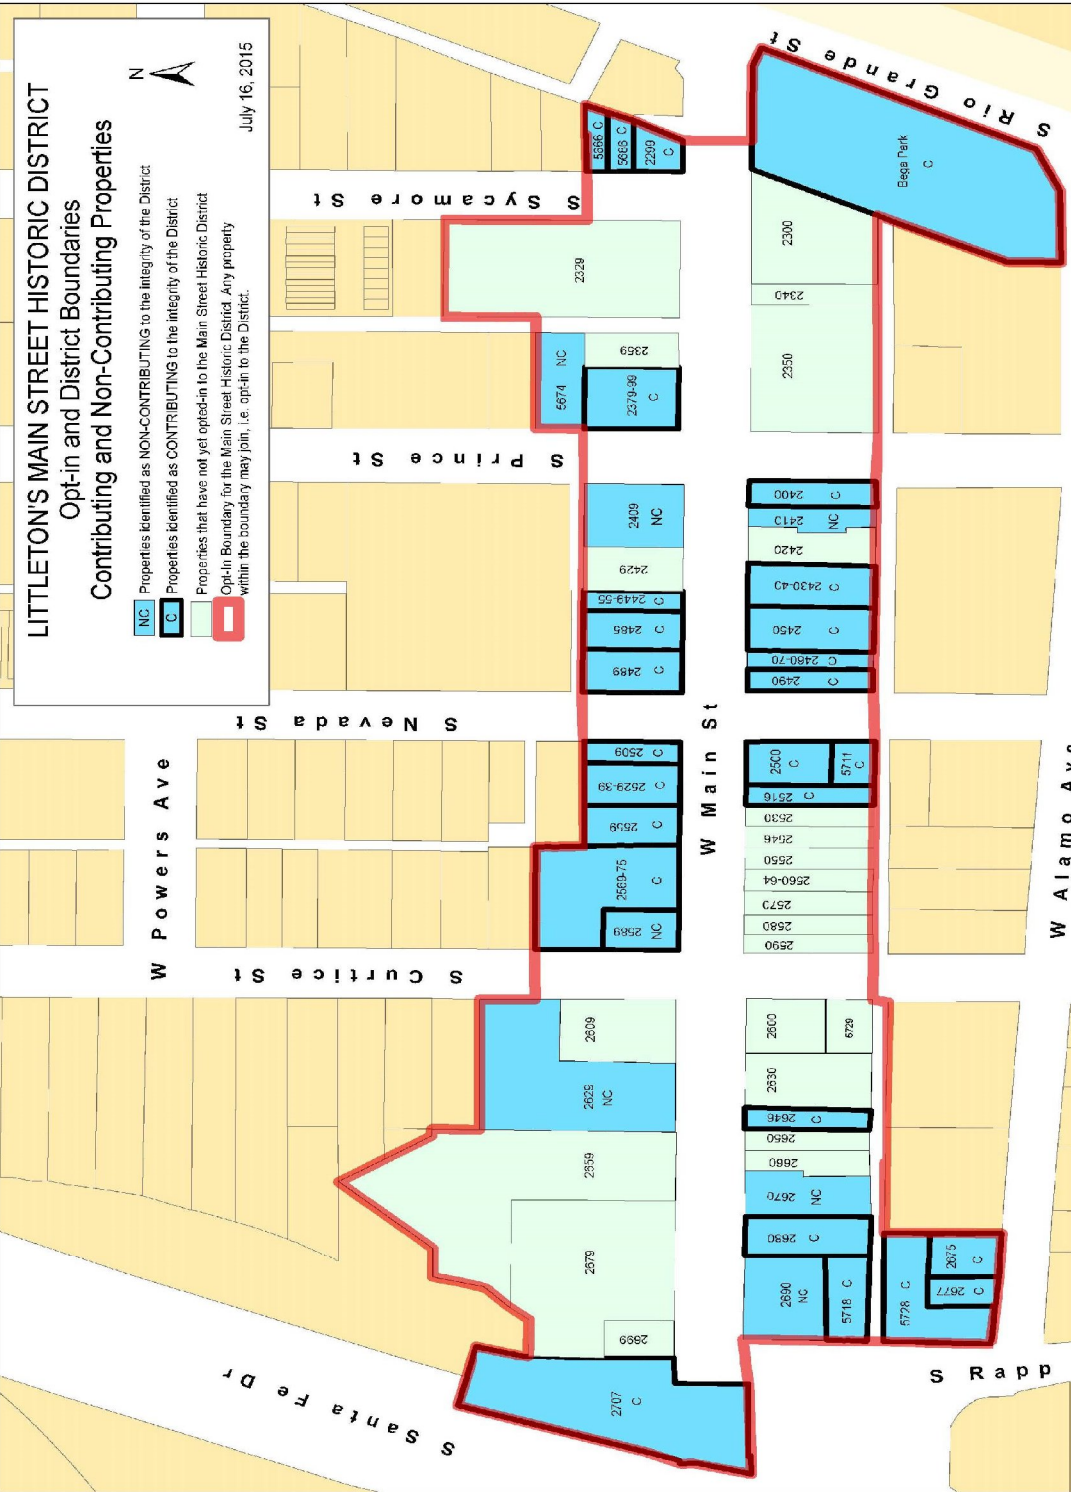 LITTLETON'S MAIN STREET HISTORIC DISTRICT
Opt-in and District Boundaries
Contributing and Non-Contributing Properties
N
NC Properties identified as NON-CONTRIBUTING to the integrity of the District
C Properties identified as CONTRIBUTING to the integrity of the District
Properties that have not yet opted-in to the Main Street Historic District
Opt-In Boundary for the Main Street Historic District. Any property
within the boundary may join, i.e. opt-in to the District.
July 16, 2015
S Santa Fe Dr
W Powers Ave
S Curtice St
S Nevada St
S Prince St
S Sycamore St
S Rio Grande St
W Main St
W Alamo Ave
S Rapp
2707
C
2699
2679
2659
2629
NC
2609
2589
NC
2569-75
C
2559
C
2529-39
C
2509
C
2489
C
2485
C
2449-55
C
2429
2409
NC
2379-99
C
5674 NC
2359
2329
5666 C
5686 C
2299
C
2690
NC
5718 C
2680
C
2670
NC
2660
2650
2646
C
2630
2600
5729
2590
2580
2570
2560-64
2550
2546
2530
2516
C
2500
C
5711
C
2490
C
2460-70
C
2450
C
2430-40
C
2420
2410
NC
2400
C
2350
2340
2300
Bega Park
C
5728 C
2677
C
2675
C